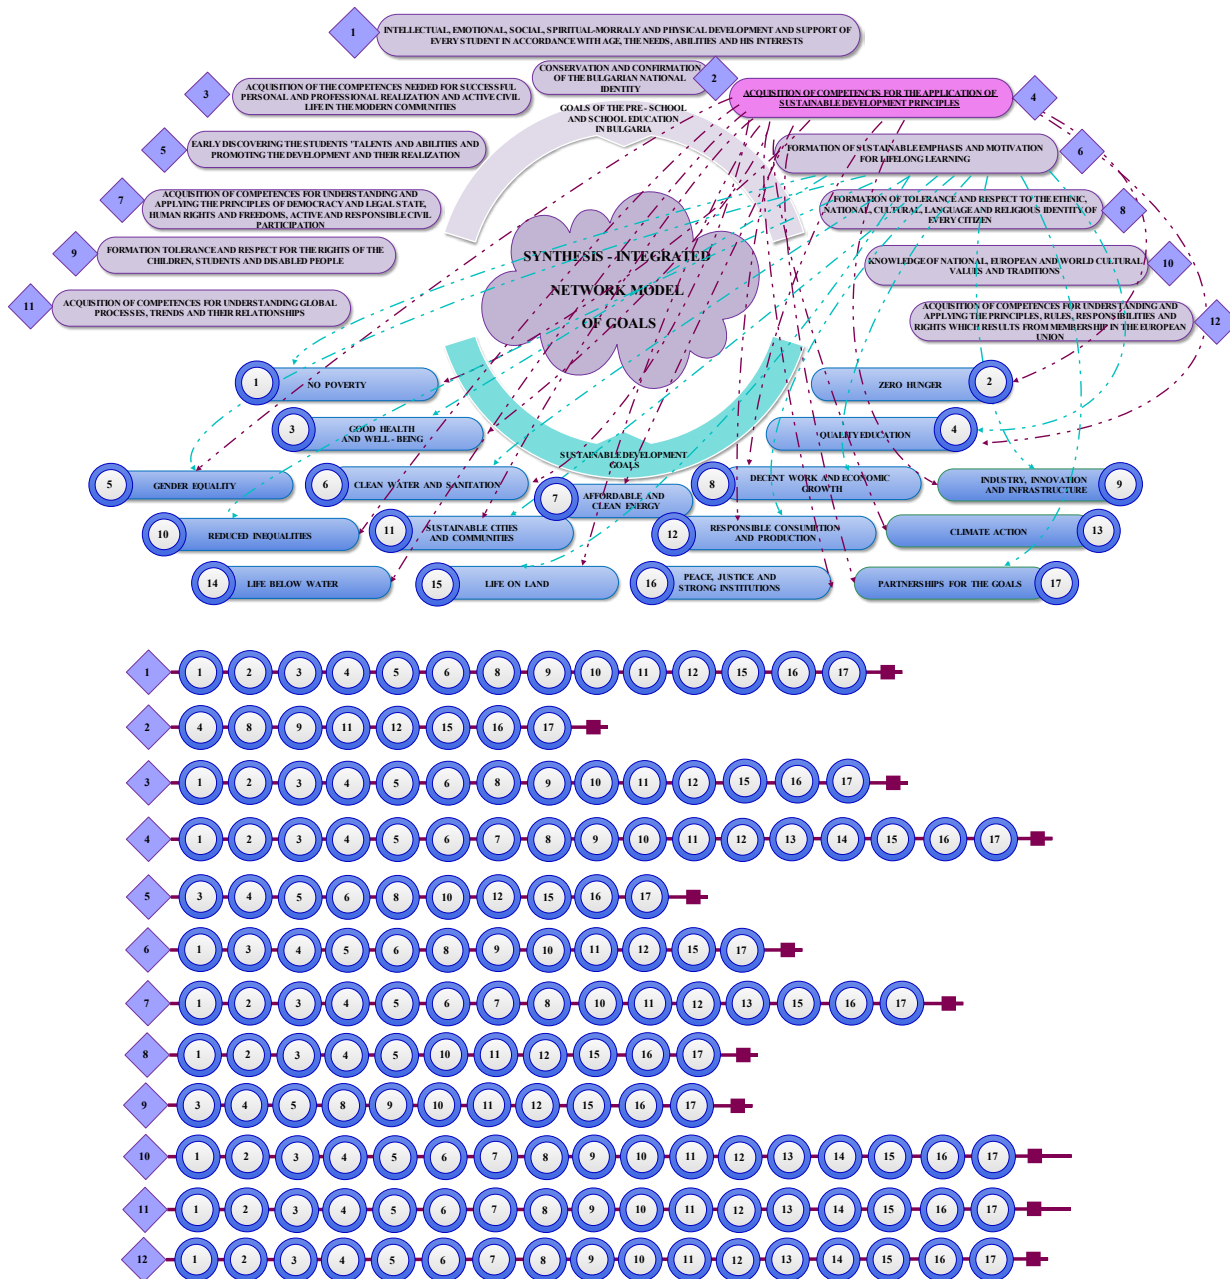 1
INTELLECTUAL, EMOTIONAL, SOCIAL, SPIRITUAL-MORRALY AND PHYSICAL DEVELOPMENT AND SUPPORT OF
EVERY STUDENT IN ACCORDANCE WITH AGE, THE NEEDS, ABILITIES AND HIS INTERESTS
CONSERVATION AND CONFIRMATION
OF THE BULGARIAN NATIONAL
IDENTITY
2
3
ACQUISITION OF THE COMPETENCES NEEDED FOR SUCCESSFUL
PERSONAL AND PROFESSIONAL REALIZATION AND ACTIVE CIVIL
LIFE IN THE MODERN COMMUNITIES
ACQUISITION OF COMPETENCES FOR THE APPLICATION OF
SUSTAINABLE DEVELOPMENT PRINCIPLES
4
GOALS OF THE PRE - SCHOOL
AND SCHOOL EDUCATION
IN BULGARIA
5
EARLY DISCOVERING THE STUDENTS 'TALENTS AND ABILITIES AND
PROMOTING THE DEVELOPMENT AND THEIR REALIZATION
FORMATION OF SUSTAINABLE EMPHASIS AND MOTIVATION
FOR LIFELONG LEARNING
6
7
ACQUISITION OF COMPETENCES FOR UNDERSTANDING AND
APPLYING THE PRINCIPLES OF DEMOCRACY AND LEGAL STATE,
HUMAN RIGHTS AND FREEDOMS, ACTIVE AND RESPONSIBLE CIVIL
PARTICIPATION
FORMATION OF TOLERANCE AND RESPECT TO THE ETHNIC,
NATIONAL, CULTURAL, LANGUAGE AND RELIGIOUS IDENTITY OF
EVERY CITIZEN
8
9
FORMATION TOLERANCE AND RESPECT FOR THE RIGHTS OF THE
CHILDREN, STUDENTS AND DISABLED PEOPLE
KNOWLEDGE OF NATIONAL, EUROPEAN AND WORLD CULTURAL
VALUES AND TRADITIONS
10
11
ACQUISITION OF COMPETENCES FOR UNDERSTANDING GLOBAL
PROCESSES, TRENDS AND THEIR RELATIONSHIPS
ACQUISITION OF COMPETENCES FOR UNDERSTANDING AND
APPLYING THE PRINCIPLES, RULES, RESPONSIBILITIES AND
RIGHTS WHICH RESULTS FROM MEMBERSHIP IN THE EUROPEAN
UNION
12
SYNTHESIS - INTEGRATED
NETWORK MODEL
OF GOALS
1
NO POVERTY
ZERO HUNGER
2
3
GOOD HEALTH
AND WELL - BEING
QUALITY EDUCATION
4
SUSTAINABLE DEVELOPMENT
GOALS
5
GENDER EQUALITY
6
CLEAN WATER AND SANITATION
7
AFFORDABLE AND
CLEAN ENERGY
8
DECENT WORK AND ECONOMIC
GROWTH
INDUSTRY, INNOVATION
AND INFRASTRUCTURE
9
10
REDUCED INEQUALITIES
11
SUSTAINABLE CITIES
AND COMMUNITIES
12
RESPONSIBLE CONSUMPTION
AND PRODUCTION
CLIMATE ACTION
13
14
LIFE BELOW WATER
15
LIFE ON LAND
16
PEACE, JUSTICE AND
STRONG INSTITUTIONS
PARTNERSHIPS FOR THE GOALS
17
1 1 2 3 4 5 6 8 9 10 11 12 15 16 17
2 4 8 9 11 12 15 16 17
3 1 2 3 4 5 6 8 9 10 11 12 15 16 17
4 1 2 3 4 5 6 7 8 9 10 11 12 13 14 15 16 17
5 3 4 5 6 8 10 12 15 16 17
6 1 3 4 5 6 8 9 10 11 12 15 17
7 1 2 3 4 5 6 7 8 10 11 12 13 15 16 17
8 1 2 3 4 5 10 11 12 15 16 17
9 3 4 5 8 9 10 11 12 15 16 17
10 1 2 3 4 5 6 7 8 9 10 11 12 13 14 15 16 17
11 1 2 3 4 5 6 7 8 9 10 11 12 13 14 15 16 17
12 1 2 3 4 5 6 7 8 9 10 11 12 13 14 15 16 17